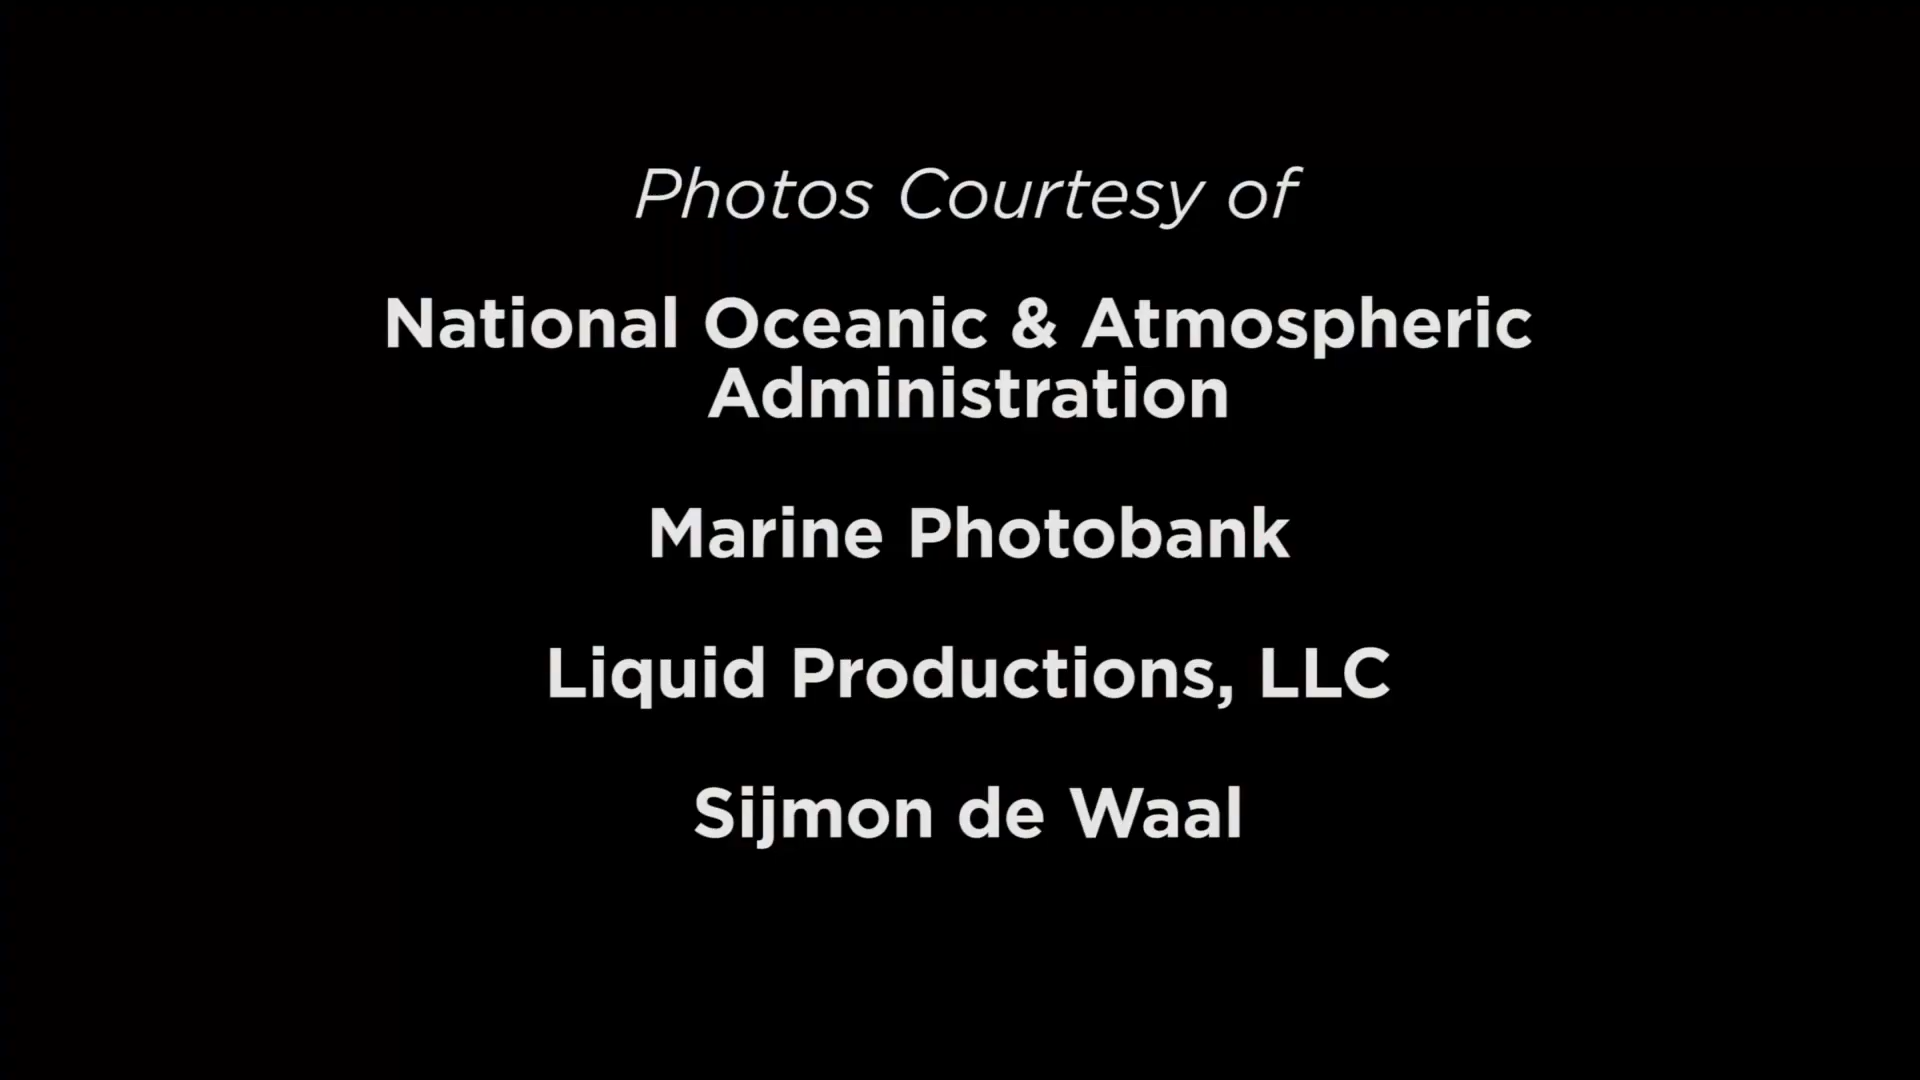 Photos Courtesy of
National Oceanic & Atmospheric
Administration
Marine Photobank
Liquid Productions, LLC
Sijmon de Waal